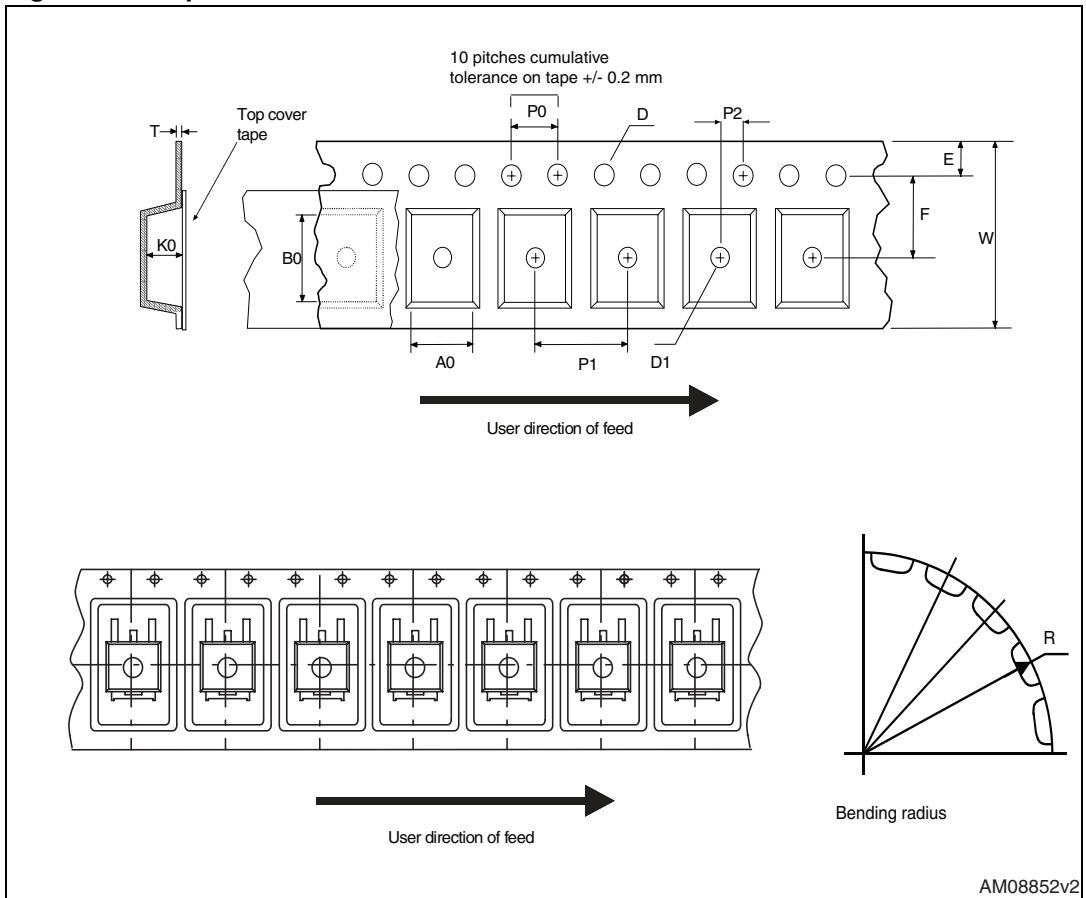 10 pitches cumulative
tolerance on tape +/- 0.2 mm
P0
D
P2
Top cover
tape
T
E
F
W
K0
B0
A0
P1
D1
User direction of feed
R
Bending radius
User direction of feed
AM08852v2